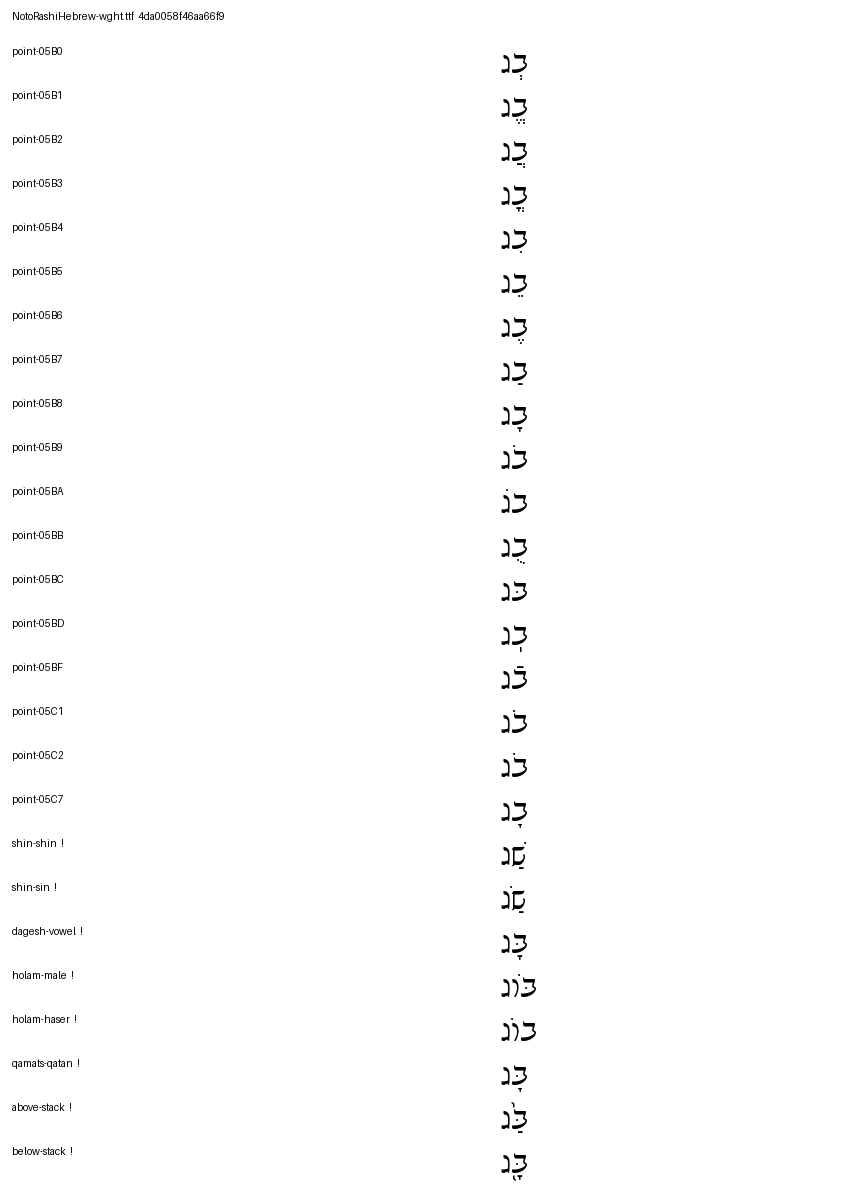 NotoRashiHebrew-wght.ttf 4da0058f46aa66f9
point-05B0 בְג
point-05B1 בֱג
point-05B2 בֲג
point-05B3 בֳג
point-05B4 בִג
point-05B5 בֵג
point-05B6 בֶג
point-05B7 בַג
point-05B8 בָג
point-05B9 בֹג
point-05BA בֺג
point-05BB בֻג
point-05BC בּג
point-05BD בֽג
point-05BF בֿג
point-05C1 בׁג
point-05C2 בׂג
point-05C7 בׇג
shin-shin ! שַׁג
shin-sin ! שַׂג
dagesh-vowel ! בָּג
holam-male ! בּוֹג
holam-haser ! בוֺג
qamats-qatan ! בׇּג
above-stack ! בַּ֨ג
below-stack ! בָּ֖ג